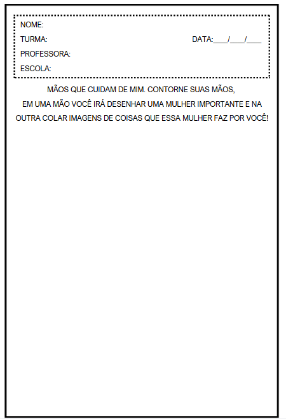 NOME:
TURMA: DATA:___/___/___
PROFESSORA:
ESCOLA:
MÃOS QUE CUIDAM DE MIM. CONTORNE SUAS MÃOS,
EM UMA MÃO VOCÊ IRÁ DESENHAR UMA MULHER IMPORTANTE E NA
OUTRA COLAR IMAGENS DE COISAS QUE ESSA MULHER FAZ POR VOCÊ!